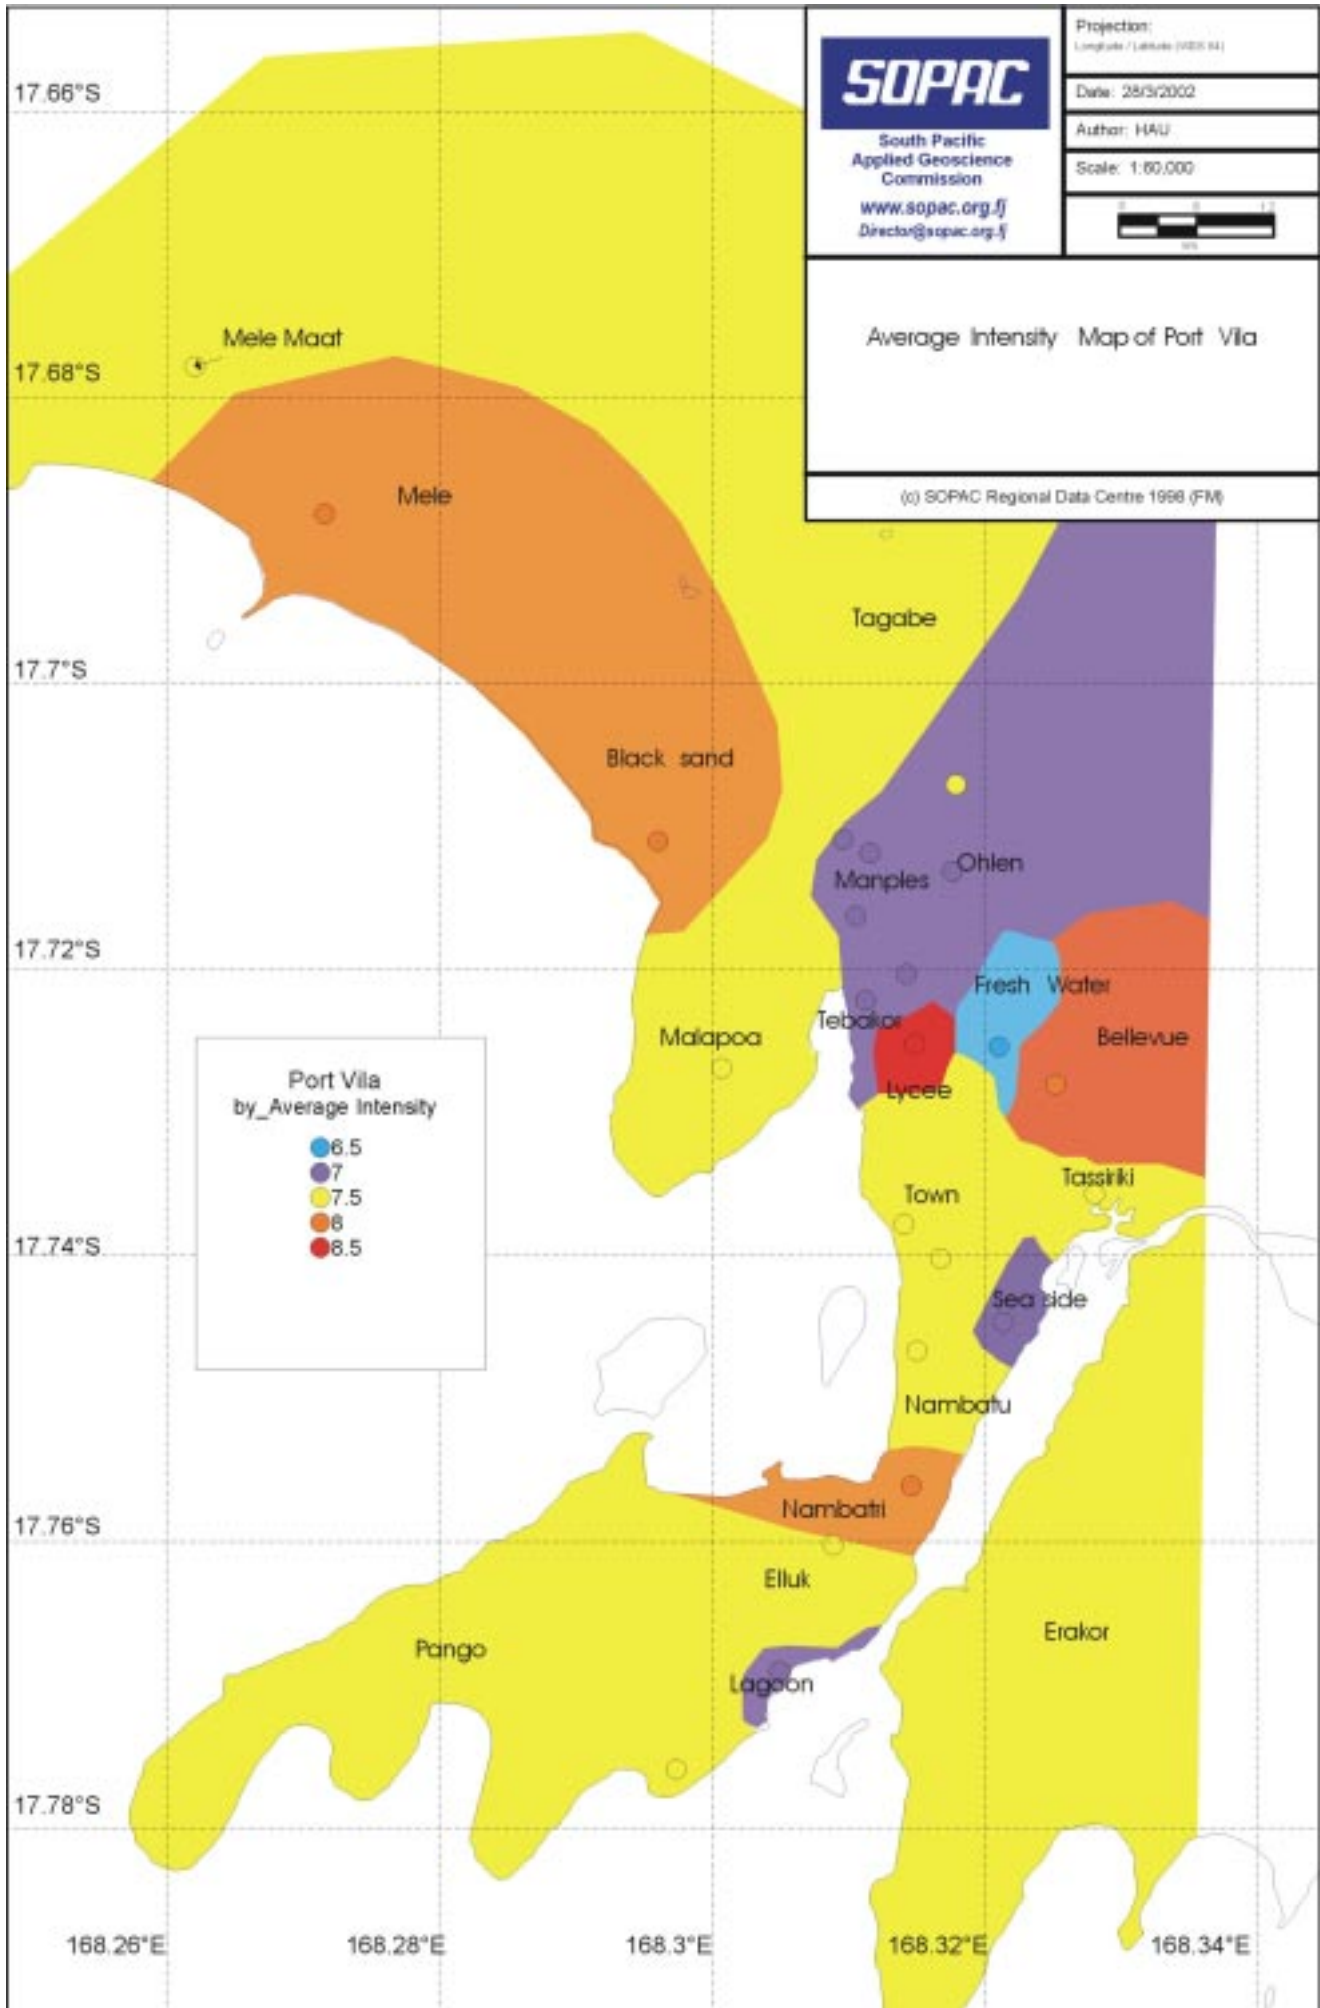 SOPAC
South Pacific
Applied Geoscience
Commission
www.sopac.org.fj
Director@sopac.org.fj
Projection:
Longitude / Latitude (WGS 84)
Date: 28/3/2002
Author: HAU
Scale: 1:60,000
Average Intensity Map of Port Vila
(c) SOPAC Regional Data Centre 1998 (FM)
17.66°S
Mele Maat
17.68°S
Mele
Tagabe
17.7°S
Black sand
Ohlen
Manples
17.72°S
Fresh Water
Tebakor
Malapoa
Bellevue
Lycee
Port Vila
by_Average Intensity
6.5
7
7.5
8
8.5
Tassiriki
Town
17.74°S
Sea side
Nambatu
Nambatri
17.76°S
Elluk
Erakor
Pango
Lagoon
17.78°S
168.26°E
168.28°E
168.3°E
168.32°E
168.34°E